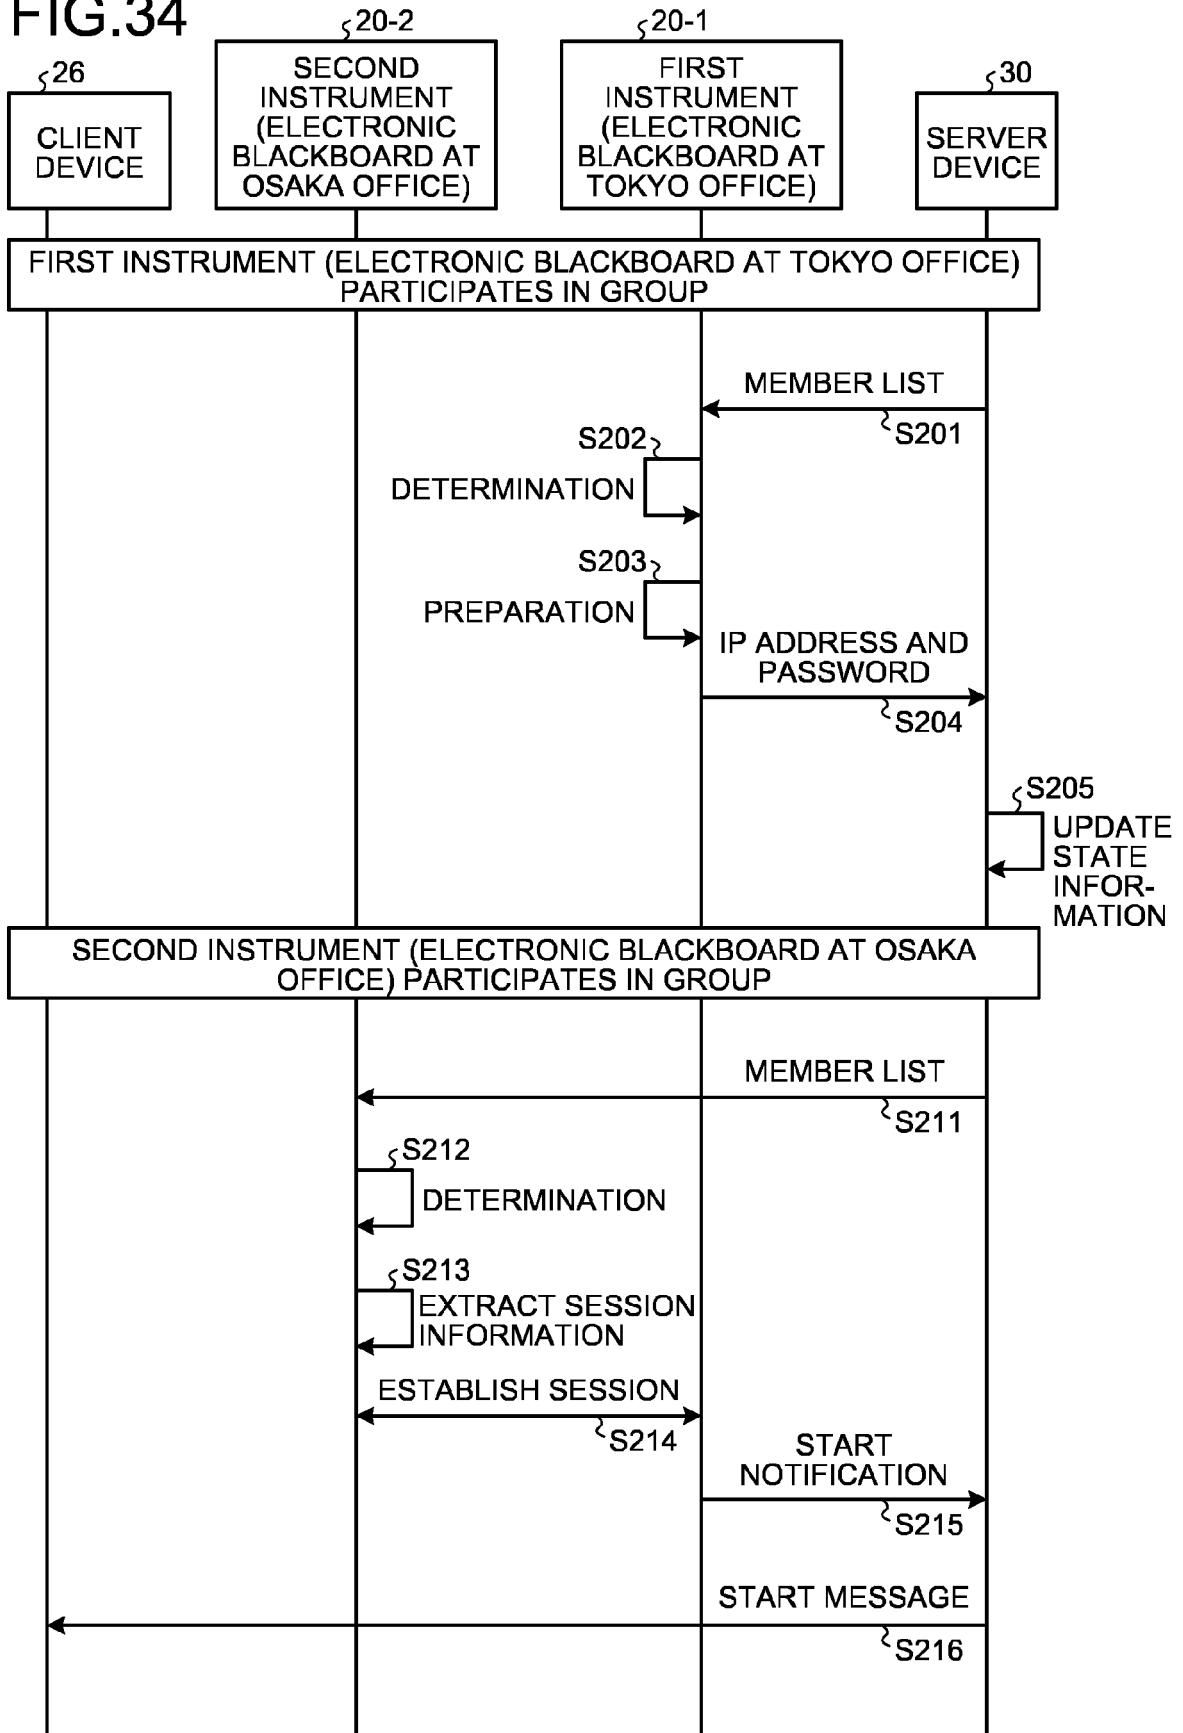 FIG.34
26
CLIENT
DEVICE
20-2
SECOND
INSTRUMENT
(ELECTRONIC
BLACKBOARD AT
OSAKA OFFICE)
20-1
FIRST
INSTRUMENT
(ELECTRONIC
BLACKBOARD AT
TOKYO OFFICE)
30
SERVER
DEVICE
FIRST INSTRUMENT (ELECTRONIC BLACKBOARD AT TOKYO OFFICE)
PARTICIPATES IN GROUP
MEMBER LIST
S201
S202
DETERMINATION
S203
PREPARATION
IP ADDRESS AND
PASSWORD
S204
S205
UPDATE
STATE
INFOR-
MATION
SECOND INSTRUMENT (ELECTRONIC BLACKBOARD AT OSAKA
OFFICE) PARTICIPATES IN GROUP
MEMBER LIST
S211
S212
DETERMINATION
S213
EXTRACT SESSION
INFORMATION
ESTABLISH SESSION
S214
START
NOTIFICATION
S215
START MESSAGE
S216